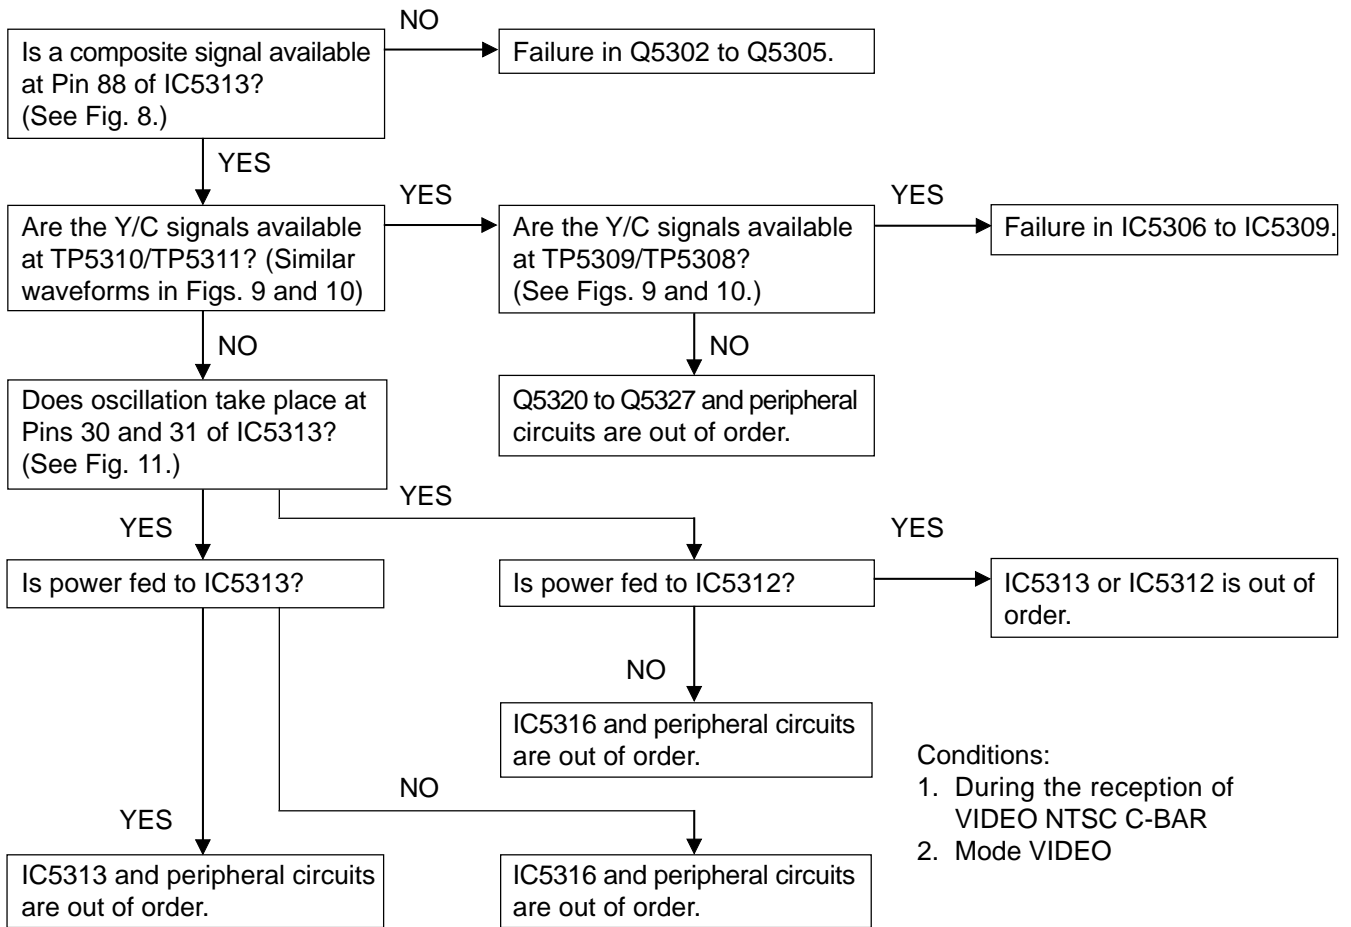 NO
Is a composite signal available
at Pin 88 of IC5313?
(See Fig. 8.)
Failure in Q5302 to Q5305.
YES
YES
YES
Are the Y/C signals available
at TP5310/TP5311? (Similar
waveforms in Figs. 9 and 10)
Are the Y/C signals available
at TP5309/TP5308?
(See Figs. 9 and 10.)
Failure in IC5306 to IC5309.
NO
NO
Does oscillation take place at
Pins 30 and 31 of IC5313?
(See Fig. 11.)
Q5320 to Q5327 and peripheral
circuits are out of order.
YES
YES
YES
Is power fed to IC5313?
Is power fed to IC5312?
IC5313 or IC5312 is out of
order.
NO
IC5316 and peripheral circuits
are out of order.
NO
YES
Conditions:
1. During the reception of
VIDEO NTSC C-BAR
2. Mode VIDEO
IC5313 and peripheral circuits
are out of order.
IC5316 and peripheral circuits
are out of order.